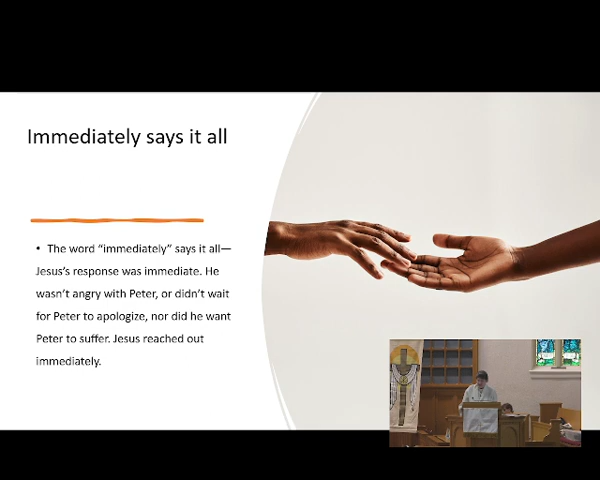 Immediately says it all
• The word “immediately” says it all—
Jesus’s response was immediate. He
wasn’t angry with Peter, or didn’t wait
for Peter to apologize, nor did he want
Peter to suffer. Jesus reached out
immediately.